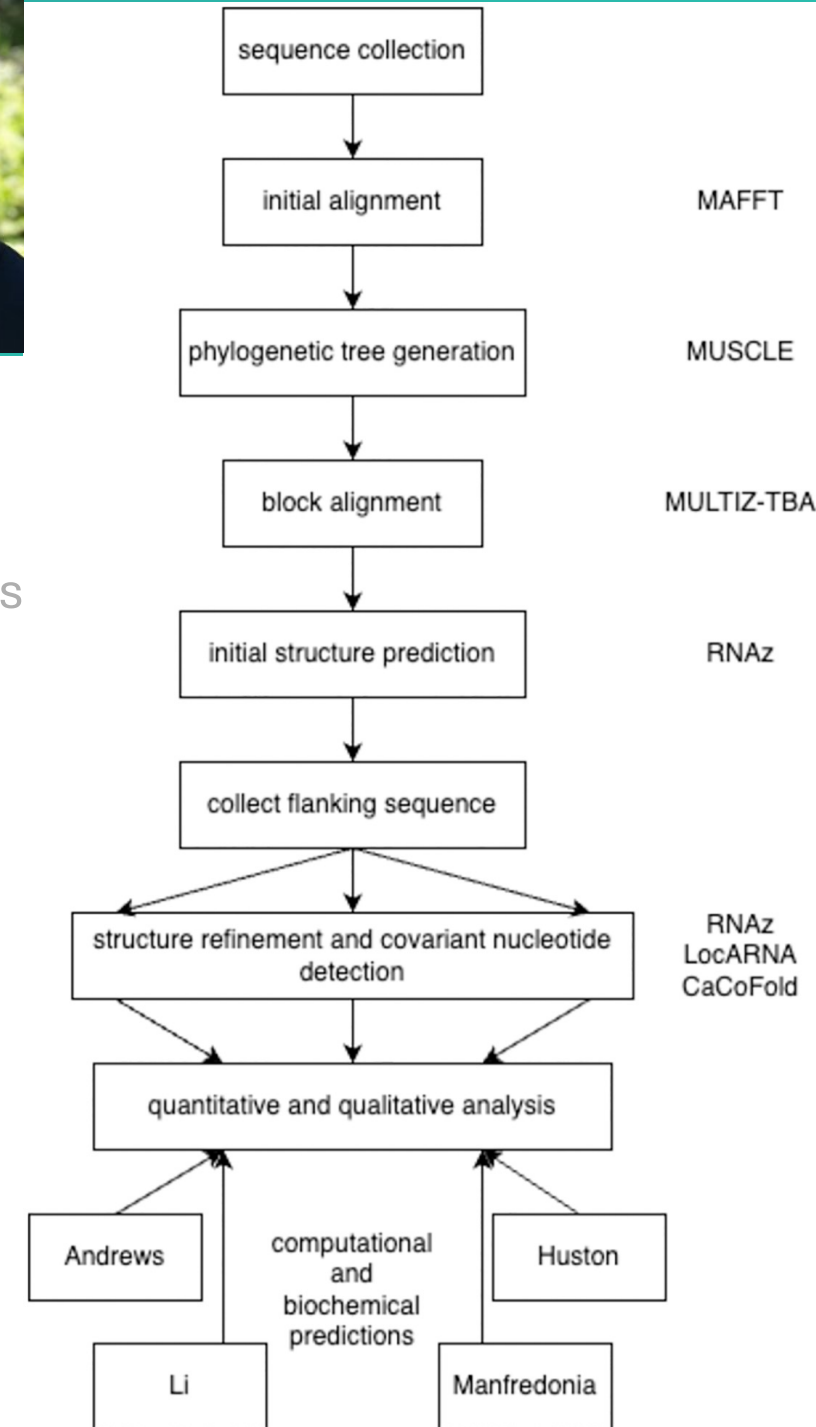 sequence collection
initial alignment
MAFFT
phylogenetic tree generation
MUSCLE
block alignment
MULTIZ-TBA
s
initial structure prediction
RNAz
collect flanking sequence
structure refinement and covariant nucleotide
detection
RNAz
LocARNA
CaCoFold
quantitative and qualitative analysis
Andrews
computational
and
biochemical
predictions
Huston
Li
Manfredonia